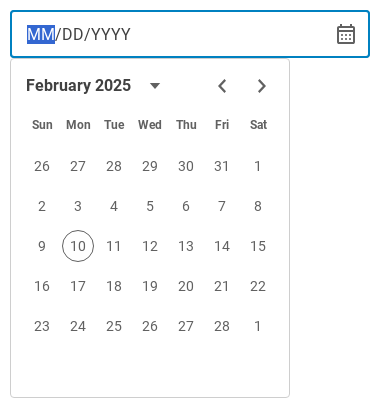 MM/DD/YYYY
February 2025
Sun Mon Tue Wed Thu Fri Sat
26 27 28 29 30 31 1
2 3 4 5 6 7 8
9 10 11 12 13 14 15
16 17 18 19 20 21 22
23 24 25 26 27 28 1